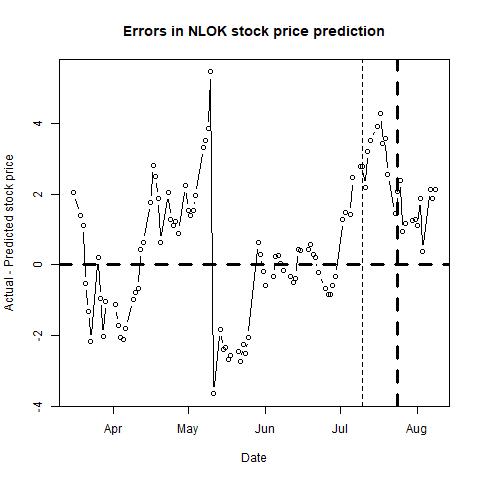 Errors in NLOK stock price prediction
Actual - Predicted stock price
4
2
0
-2
-4
Apr May Jun Jul Aug
Date